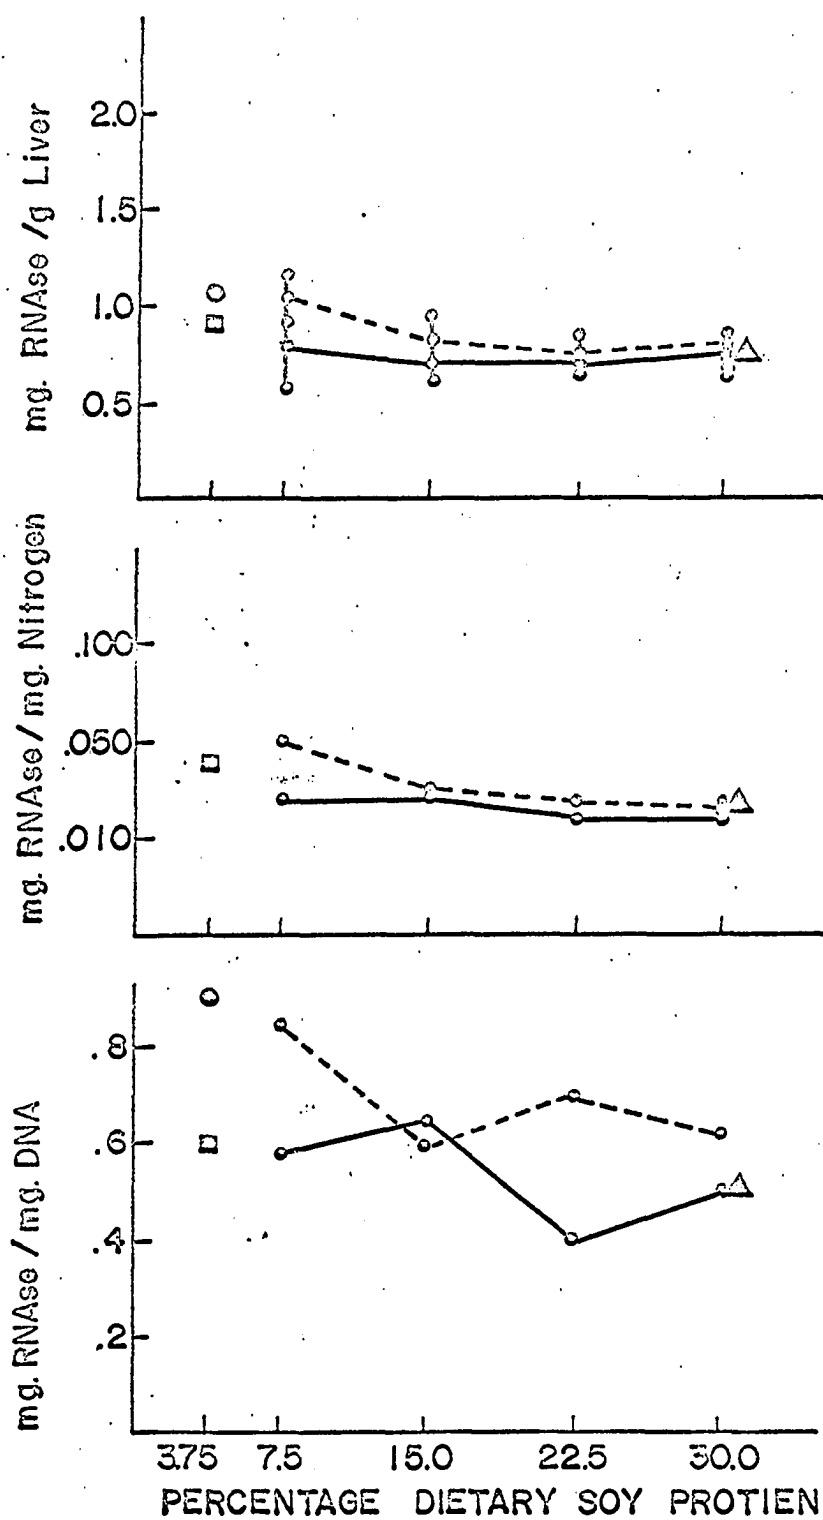 mg. RNAse /g Liver
2.0
1.5
1.0
0.5
mg. RNAse / mg. Nitrogen
.100
.050
.010
mg. RNAse / mg. DNA
.8
.6
.4
.2
3.75 7.5 15.0 22.5 30.0
PERCENTAGE DIETARY SOY PROTIEN